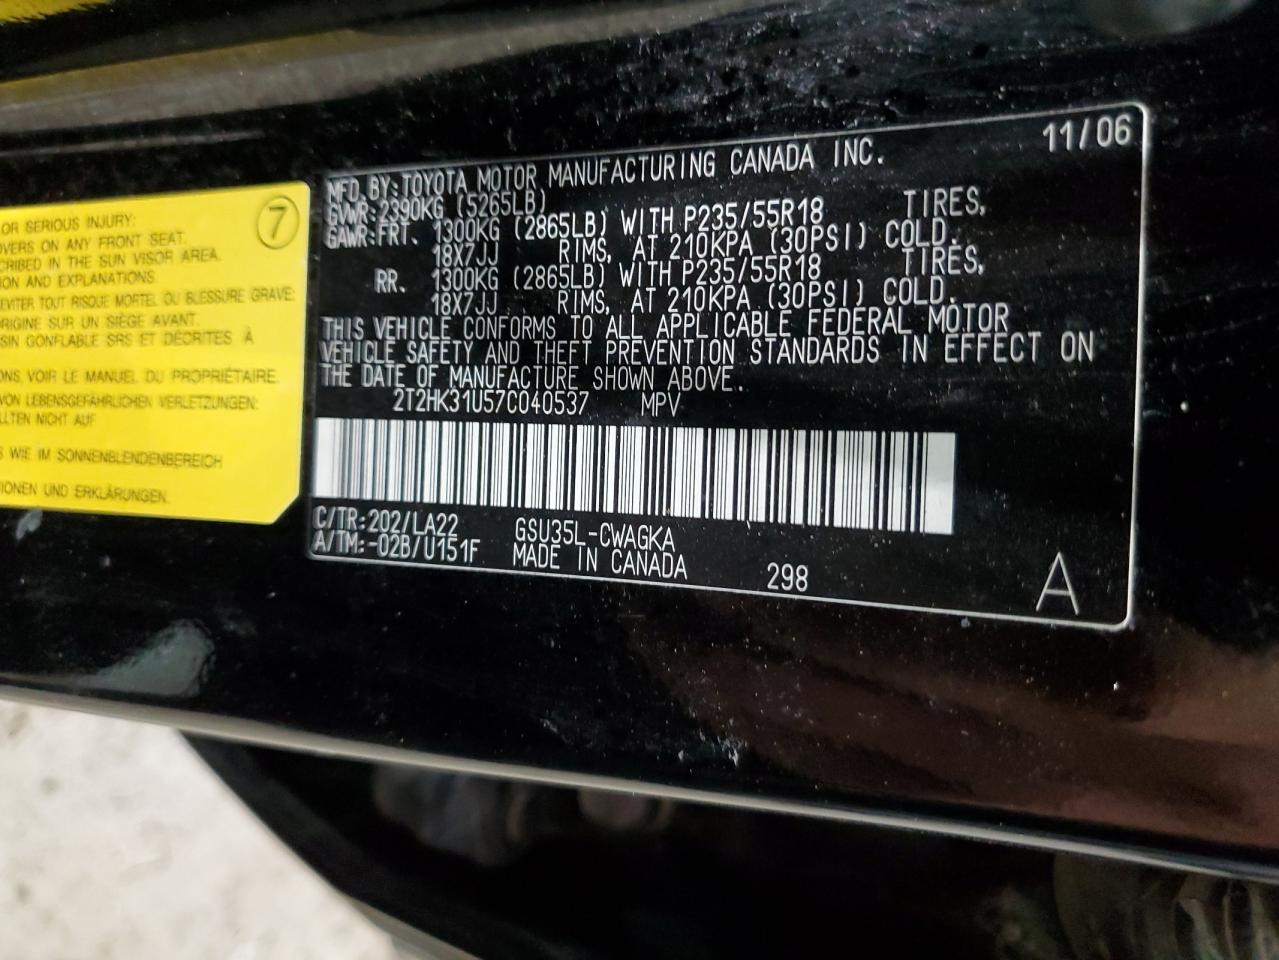 OR SERIOUS INJURY:
OVERS ON ANY FRONT SEAT.
CRIBED IN THE SUN VISOR AREA.
ION AND EXPLANATIONS.
EVITER TOUT RISQUE MORTEL OU BLESSURE GRAVE:
ORIGINE SUR UN SIÈGE AVANT.
SIN GONFLABLE SRS ET DÉCRITES À
ONS, VOIR LE MANUEL DU PROPRIÉTAIRE.
VON LEBENSGEFÄHRLICHEN VERLETZUNGEN:
LLTEN NICHT AUF
S WIE IM SONNENBLENDENBEREICH
TIONEN UND ERKLÄRUNGEN.
7
11/06
MFD.BY:TOYOTA MOTOR MANUFACTURING CANADA INC.
GVWR:2390KG (5265LB)
GAWR:FRT. 1300KG (2865LB) WITH P235/55R18 TIRES,
18X7JJ RIMS, AT 210KPA (30PSI) COLD.
RR. 1300KG (2865LB) WITH P235/55R18 TIRES,
18X7JJ RIMS, AT 210KPA (30PSI) COLD.
THIS VEHICLE CONFORMS TO ALL APPLICABLE FEDERAL MOTOR
VEHICLE SAFETY AND THEFT PREVENTION STANDARDS IN EFFECT ON
THE DATE OF MANUFACTURE SHOWN ABOVE.
2T2HK31U57C040537 MPV
C/TR:202/LA22 GSU35L-CWAGKA
A/TM:-02B/U151F MADE IN CANADA 298 A